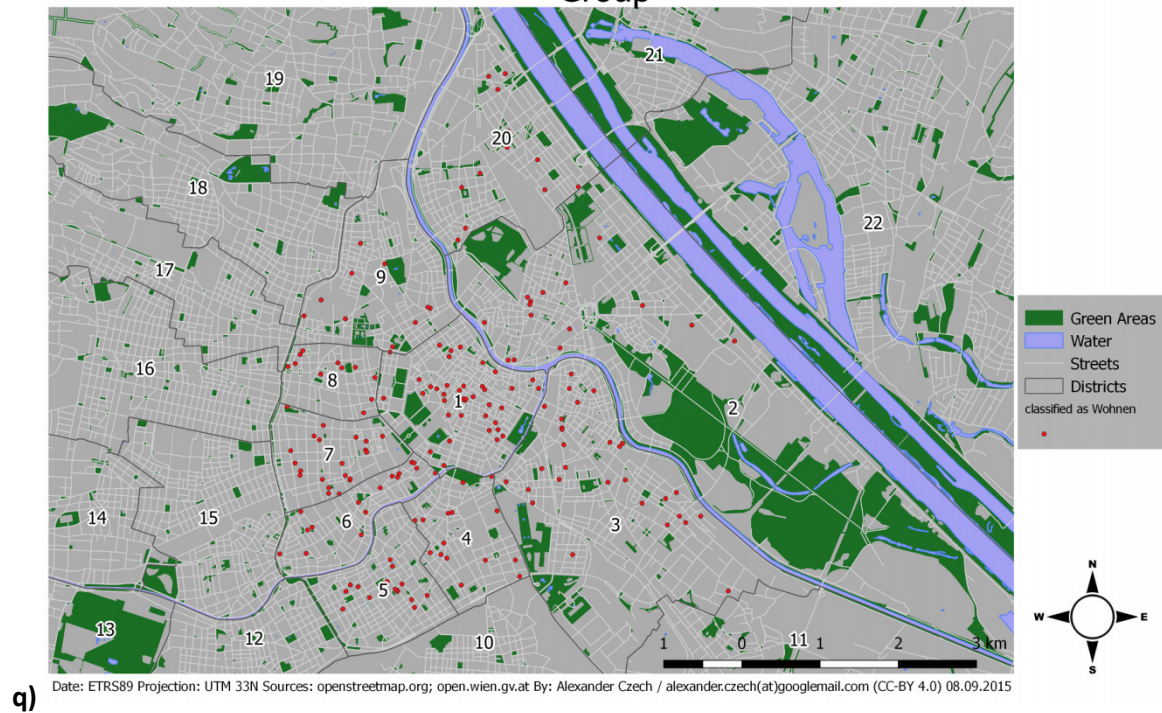 Group
21
19
20
18
22
17
9
16
8
1
2
7
14
15
6
3
4
5
13
12
10
11
Green Areas
Water
Streets
Districts
classified as Wohnen
N
W E
S
1 0 1 2 3 km
q) Date: ETRS89 Projection: UTM 33N Sources: openstreetmap.org; open.wien.gv.at By: Alexander Czech / alexander.czech(at)googlemail.com (CC-BY 4.0) 08.09.2015